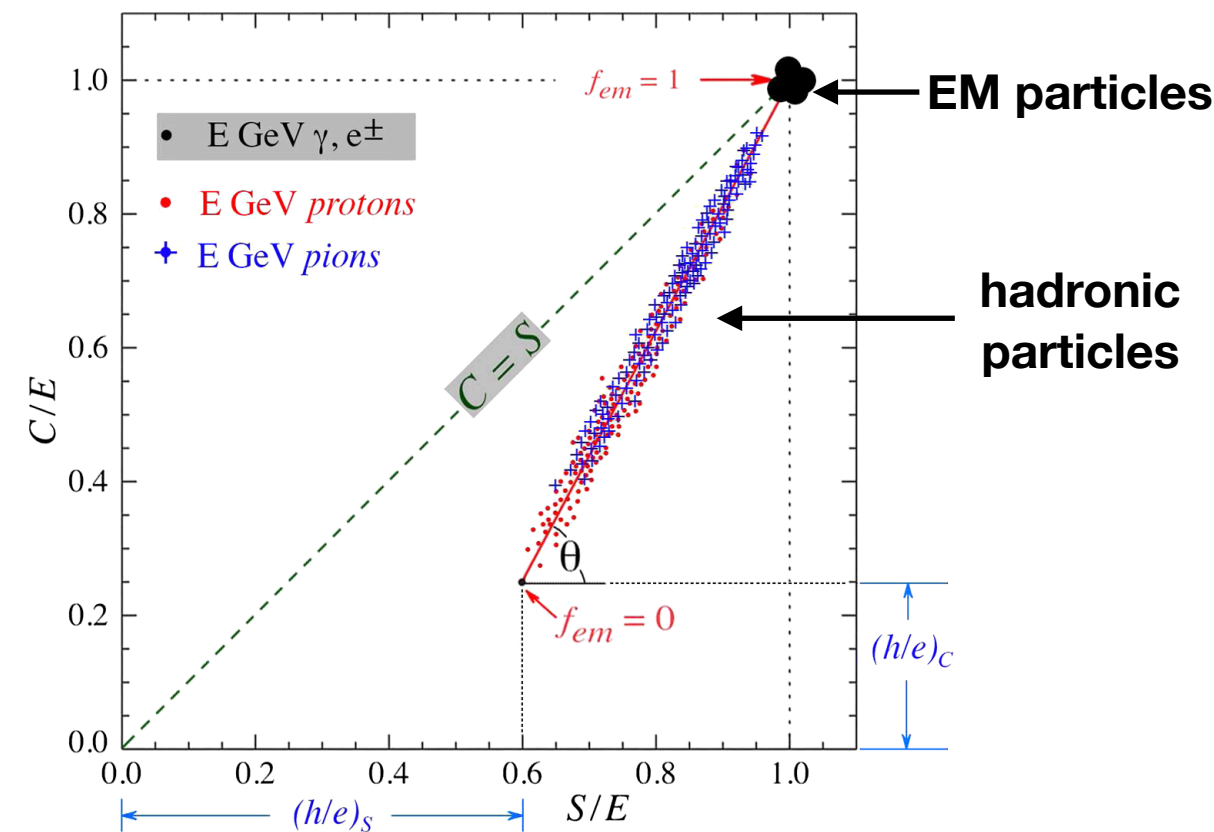 1.0
0.8
0.6
0.4
0.2
0.0
C/E
f_em = 1
EM particles
E GeV γ, e±
E GeV protons
E GeV pions
hadronic
particles
C = S
θ
f_em = 0
(h/e)_C
0.0 0.2 0.4 0.6 0.8 1.0
(h/e)_S
S/E